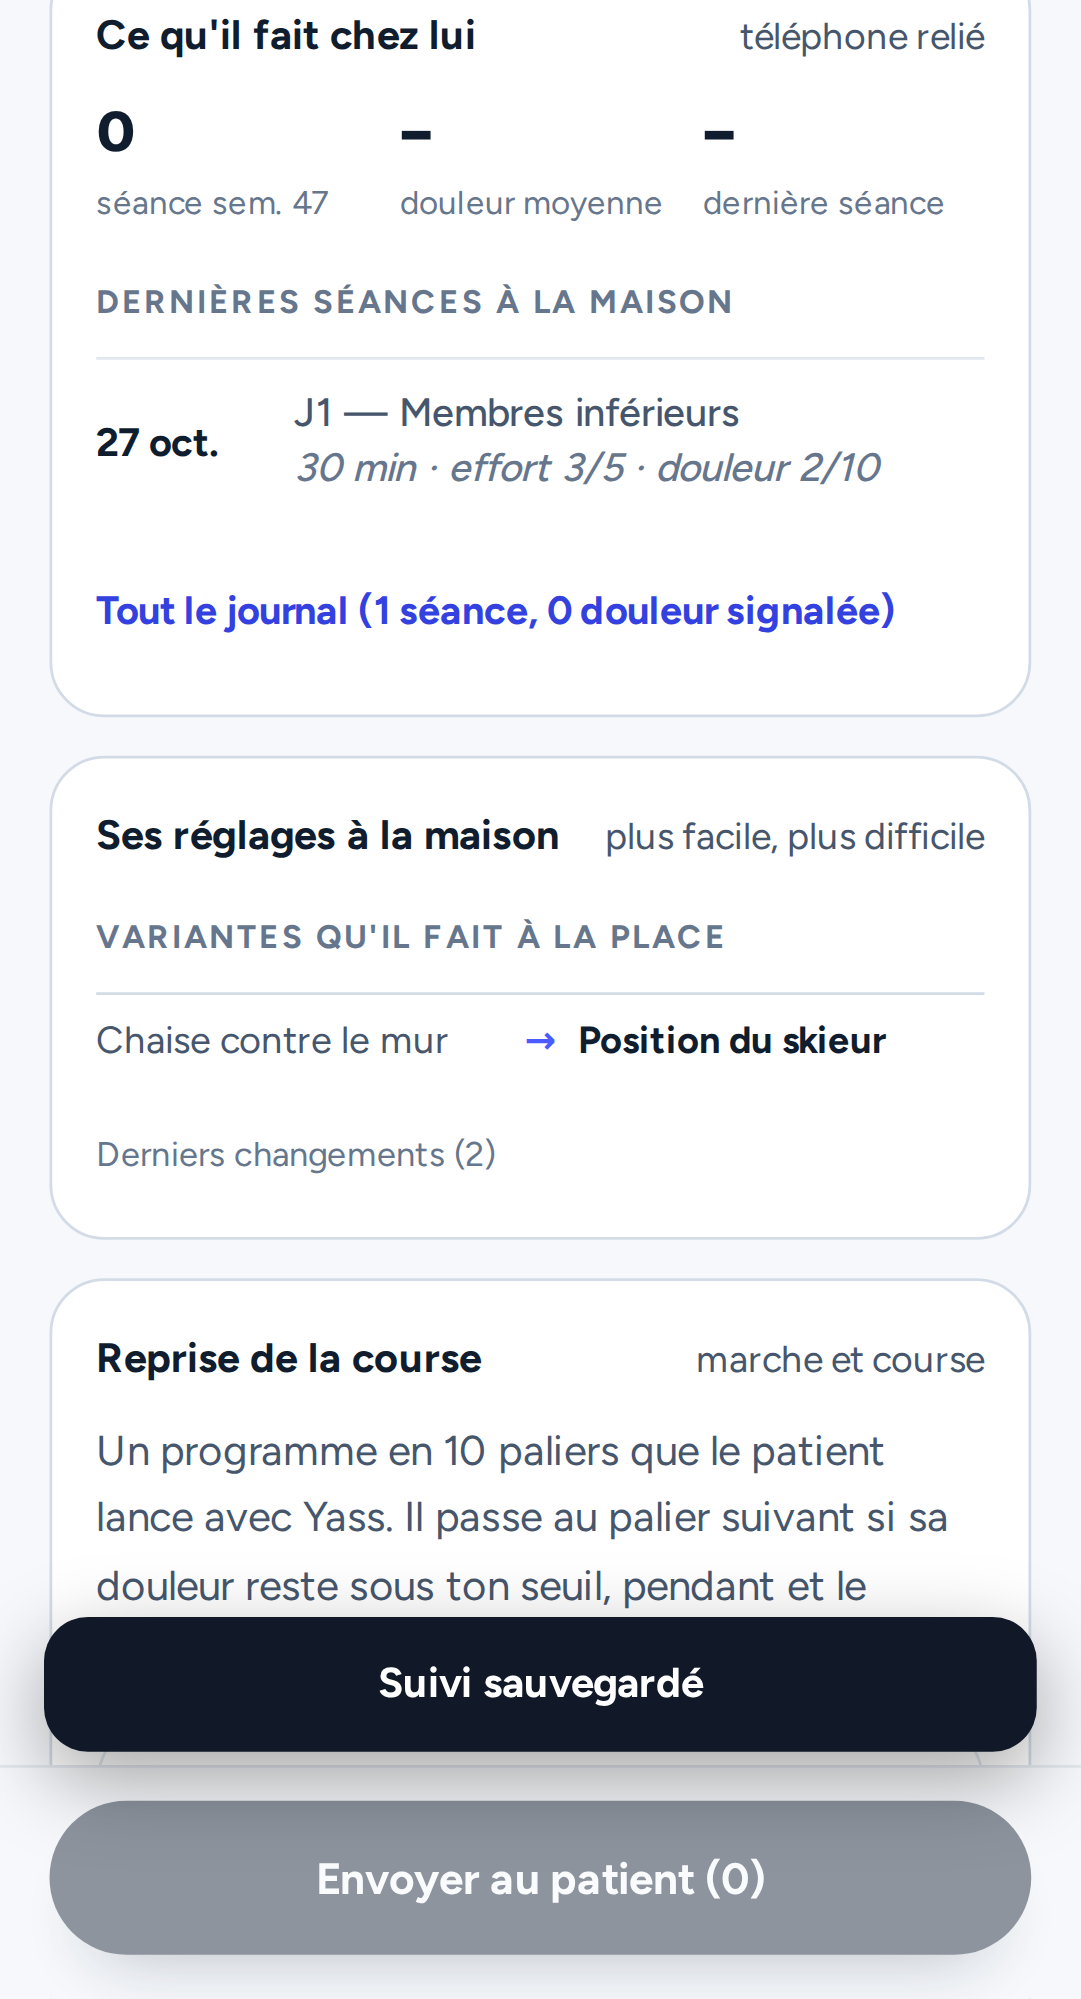 Ce qu'il fait chez lui téléphone relié
0 – –
séance sem. 47 douleur moyenne dernière séance
DERNIÈRES SÉANCES À LA MAISON
27 oct. J1 — Membres inférieurs
30 min · effort 3/5 · douleur 2/10
Tout le journal (1 séance, 0 douleur signalée)
Ses réglages à la maison plus facile, plus difficile
VARIANTES QU'IL FAIT À LA PLACE
Chaise contre le mur → Position du skieur
Derniers changements (2)
Reprise de la course marche et course
Un programme en 10 paliers que le patient
lance avec Yass. Il passe au palier suivant si sa
douleur reste sous ton seuil, pendant et le
Suivi sauvegardé
Envoyer au patient (0)